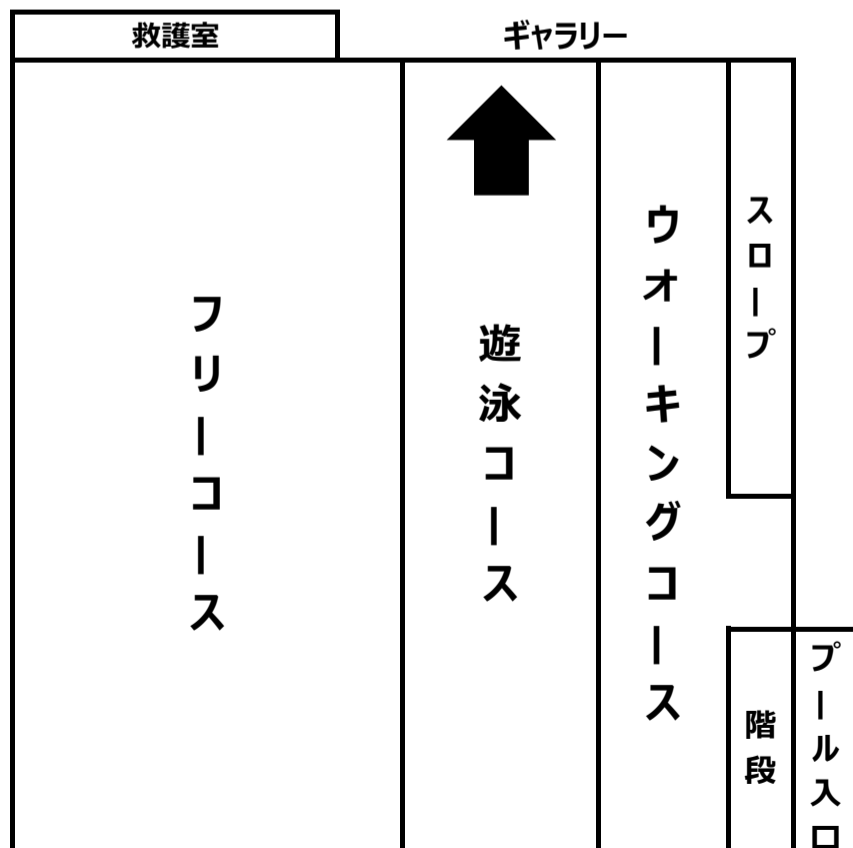 救護室
ギャラリー
フリーコース
遊泳コース
ウオーキングコース
スロープ
階段
プール入口